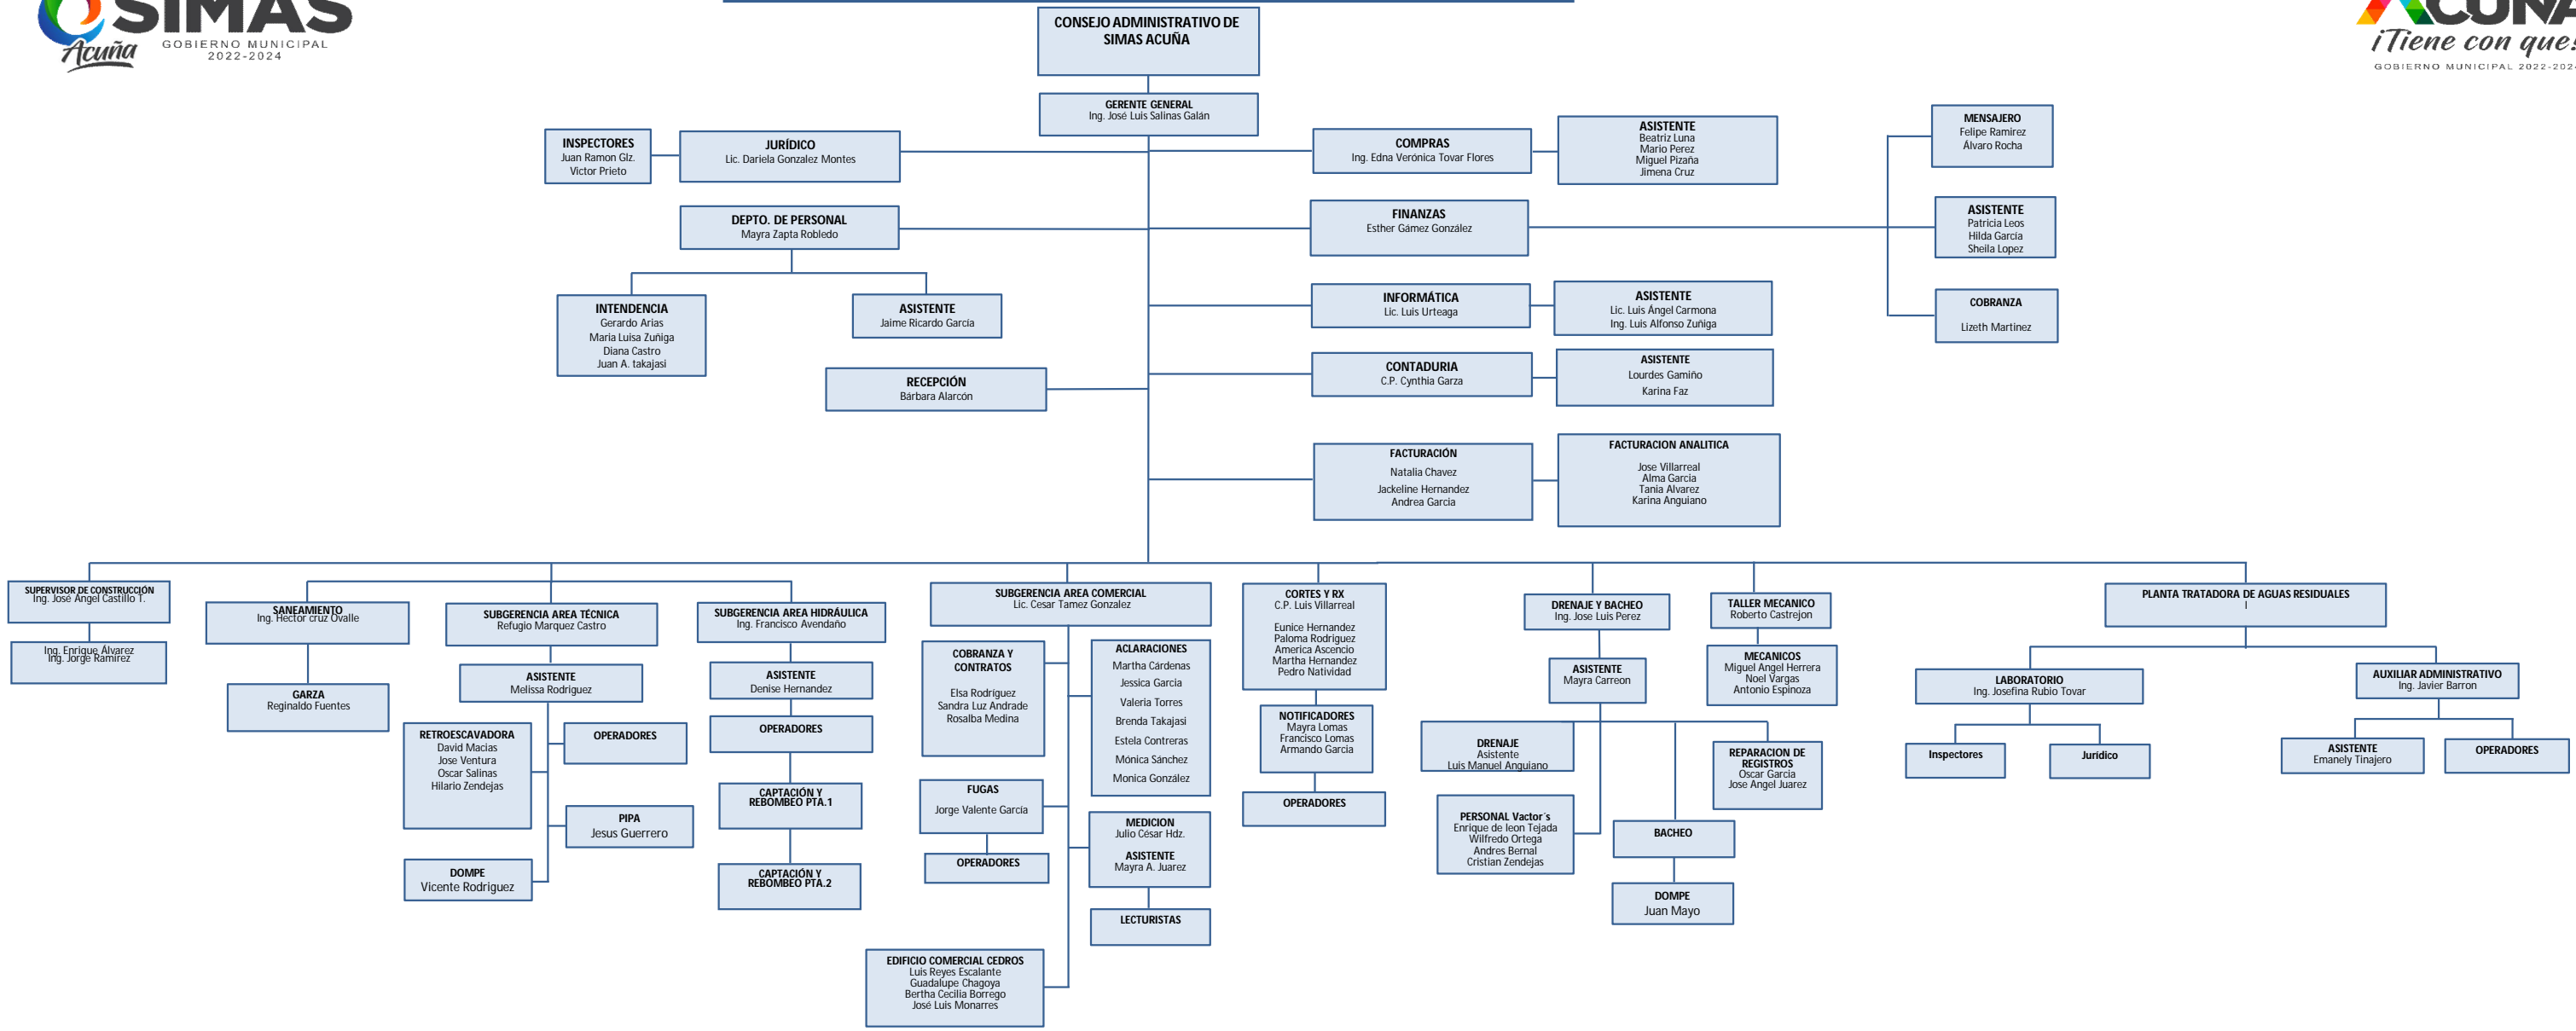 SIMAS
Acuña
GOBIERNO MUNICIPAL
2022-2024
ACUÑA
¡Tiene con que!
GOBIERNO MUNICIPAL 2022-2024
CONSEJO ADMINISTRATIVO DE
SIMAS ACUÑA
GERENTE GENERAL
Ing. José Luis Salinas Galán
INSPECTORES
Juan Ramon Glz.
Victor Prieto
JURÍDICO
Lic. Dariela Gonzalez Montes
COMPRAS
Ing. Edna Verónica Tovar Flores
ASISTENTE
Beatriz Luna
Mario Perez
Miguel Pizaña
Jimena Cruz
MENSAJERO
Felipe Ramirez
Álvaro Rocha
DEPTO. DE PERSONAL
Mayra Zapta Robledo
FINANZAS
Esther Gámez González
ASISTENTE
Patricia Leos
Hilda García
Sheila Lopez
INTENDENCIA
Gerardo Arias
Maria Luisa Zuñiga
Diana Castro
Juan A. takajasi
ASISTENTE
Jaime Ricardo García
INFORMÁTICA
Lic. Luis Urteaga
ASISTENTE
Lic. Luis Ángel Carmona
Ing. Luis Alfonso Zuñiga
COBRANZA
Lizeth Martinez
RECEPCIÓN
Bárbara Alarcón
CONTADURIA
C.P. Cynthia Garza
ASISTENTE
Lourdes Gamiño
Karina Faz
FACTURACIÓN
Natalia Chavez
Jackeline Hernandez
Andrea Garcia
FACTURACION ANALITICA
Jose Villarreal
Alma Garcia
Tania Alvarez
Karina Anguiano
SUPERVISOR DE CONSTRUCCIÓN
Ing. José Ángel Castillo T.
Ing. Enrique Álvarez
Ing. Jorge Ramírez
SANEAMIENTO
Ing. Héctor cruz Ovalle
GARZA
Reginaldo Fuentes
SUBGERENCIA AREA TÉCNICA
Refugio Marquez Castro
ASISTENTE
Melissa Rodriguez
RETROESCAVADORA
David Macias
Jose Ventura
Oscar Salinas
Hilario Zendejas
OPERADORES
PIPA
Jesus Guerrero
DOMPE
Vicente Rodriguez
SUBGERENCIA AREA HIDRÁULICA
Ing. Francisco Avendaño
ASISTENTE
Denise Hernandez
OPERADORES
CAPTACIÓN Y
REBOMBEO PTA.1
CAPTACIÓN Y
REBOMBEO PTA.2
SUBGERENCIA AREA COMERCIAL
Lic. Cesar Tamez Gonzalez
COBRANZA Y
CONTRATOS
Elsa Rodríguez
Sandra Luz Andrade
Rosalba Medina
ACLARACIONES
Martha Cárdenas
Jessica Garcia
Valeria Torres
Brenda Takajasi
Estela Contreras
Mónica Sánchez
Monica González
FUGAS
Jorge Valente García
OPERADORES
MEDICION
Julio César Hdz.
ASISTENTE
Mayra A. Juarez
LECTURISTAS
EDIFICIO COMERCIAL CEDROS
Luis Reyes Escalante
Guadalupe Chagoya
Bertha Cecilia Borrego
José Luis Monarres
CORTES Y RX
C.P. Luis Villarreal
Eunice Hernandez
Paloma Rodriguez
America Ascencio
Martha Hernandez
Pedro Natividad
NOTIFICADORES
Mayra Lomas
Francisco Lomas
Armando Garcia
OPERADORES
DRENAJE Y BACHEO
Ing. Jose Luis Perez
ASISTENTE
Mayra Carreon
DRENAJE
Asistente
Luis Manuel Anguiano
PERSONAL Vactor´s
Enrique de leon Tejada
Wilfredo Ortega
Andres Bernal
Cristian Zendejas
BACHEO
DOMPE
Juan Mayo
REPARACION DE
REGISTROS
Oscar Garcia
Jose Angel Juarez
TALLER MECANICO
Roberto Castrejon
MECANICOS
Miguel Angel Herrera
Noel Vargas
Antonio Espinoza
PLANTA TRATADORA DE AGUAS RESIDUALES
I
LABORATORIO
Ing. Josefina Rubio Tovar
Inspectores
Jurídico
AUXILIAR ADMINISTRATIVO
Ing. Javier Barron
ASISTENTE
Emanely Tinajero
OPERADORES